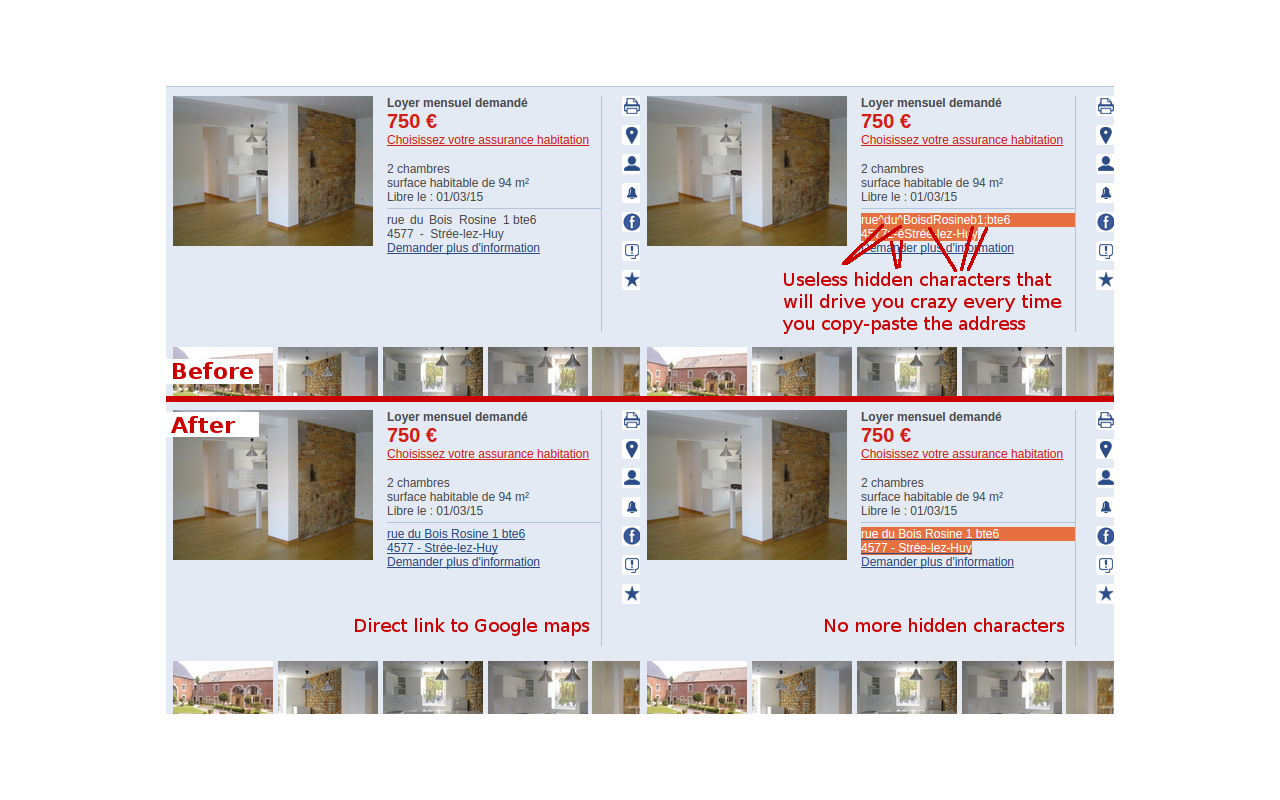 Loyer mensuel demandé
750 €
Choisissez votre assurance habitation
2 chambres
surface habitable de 94 m²
Libre le : 01/03/15
rue du Bois Rosine 1 bte6
4577 - Strée-lez-Huy
Demander plus d'information
Loyer mensuel demandé
750 €
Choisissez votre assurance habitation
2 chambres
surface habitable de 94 m²
Libre le : 01/03/15
rue^du^BoisdRosineb1;bte6
Demander plus d'information
Useless hidden characters that
will drive you crazy every time
you copy-paste the address
Before
After
Loyer mensuel demandé
750 €
Choisissez votre assurance habitation
2 chambres
surface habitable de 94 m²
Libre le : 01/03/15
rue du Bois Rosine 1 bte6
4577 - Strée-lez-Huy
Demander plus d'information
Direct link to Google maps
Loyer mensuel demandé
750 €
Choisissez votre assurance habitation
2 chambres
surface habitable de 94 m²
Libre le : 01/03/15
rue du Bois Rosine 1 bte6
4577 - Strée-lez-Huy
Demander plus d'information
No more hidden characters